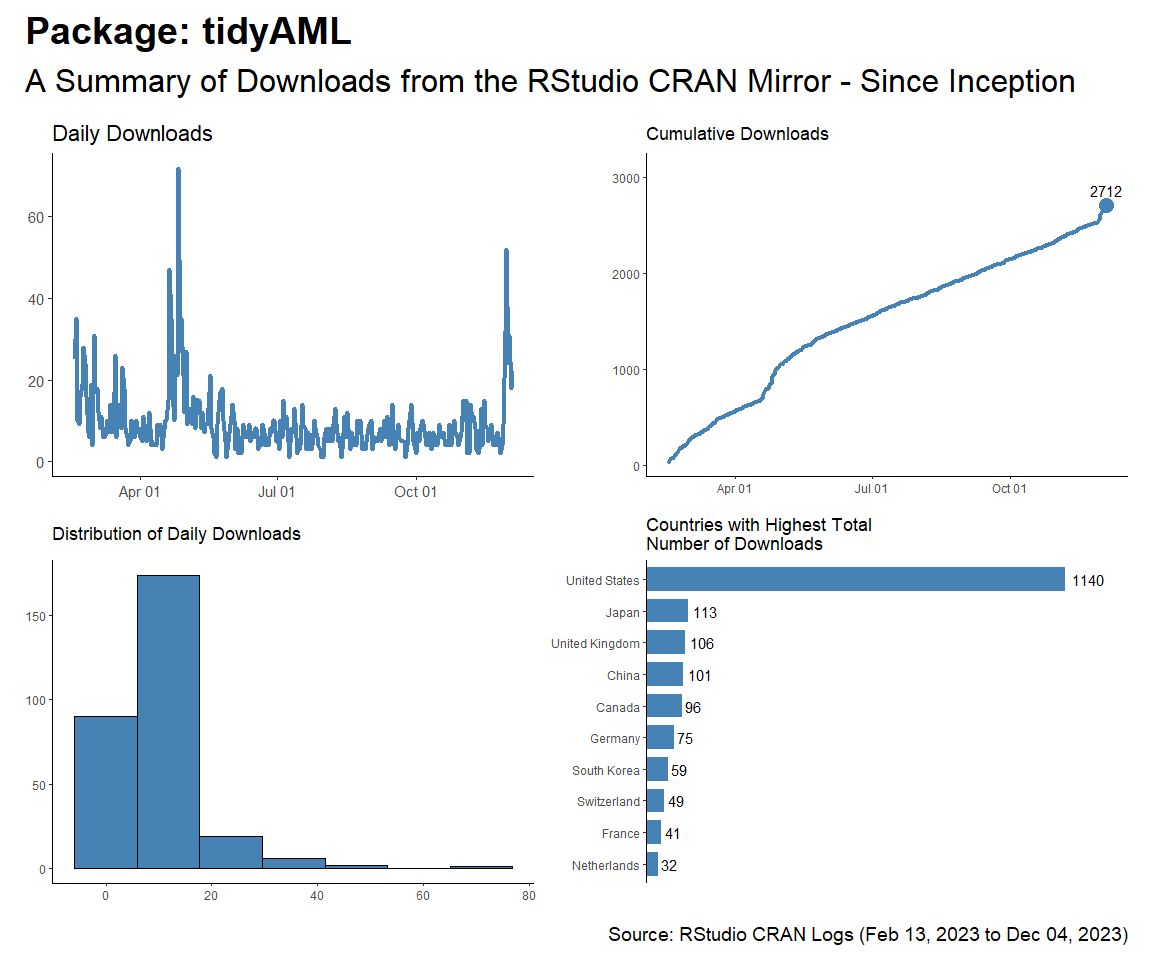 Package: tidyAML
A Summary of Downloads from the RStudio CRAN Mirror - Since Inception
Daily Downloads
60
40
20
0
Apr 01 Jul 01 Oct 01
Cumulative Downloads
3000
2000
1000
0
2712
Apr 01 Jul 01 Oct 01
Distribution of Daily Downloads
150
100
50
0
0 20 40 60 80
Countries with Highest Total
Number of Downloads
United States 1140
Japan 113
United Kingdom 106
China 101
Canada 96
Germany 75
South Korea 59
Switzerland 49
France 41
Netherlands 32
Source: RStudio CRAN Logs (Feb 13, 2023 to Dec 04, 2023)